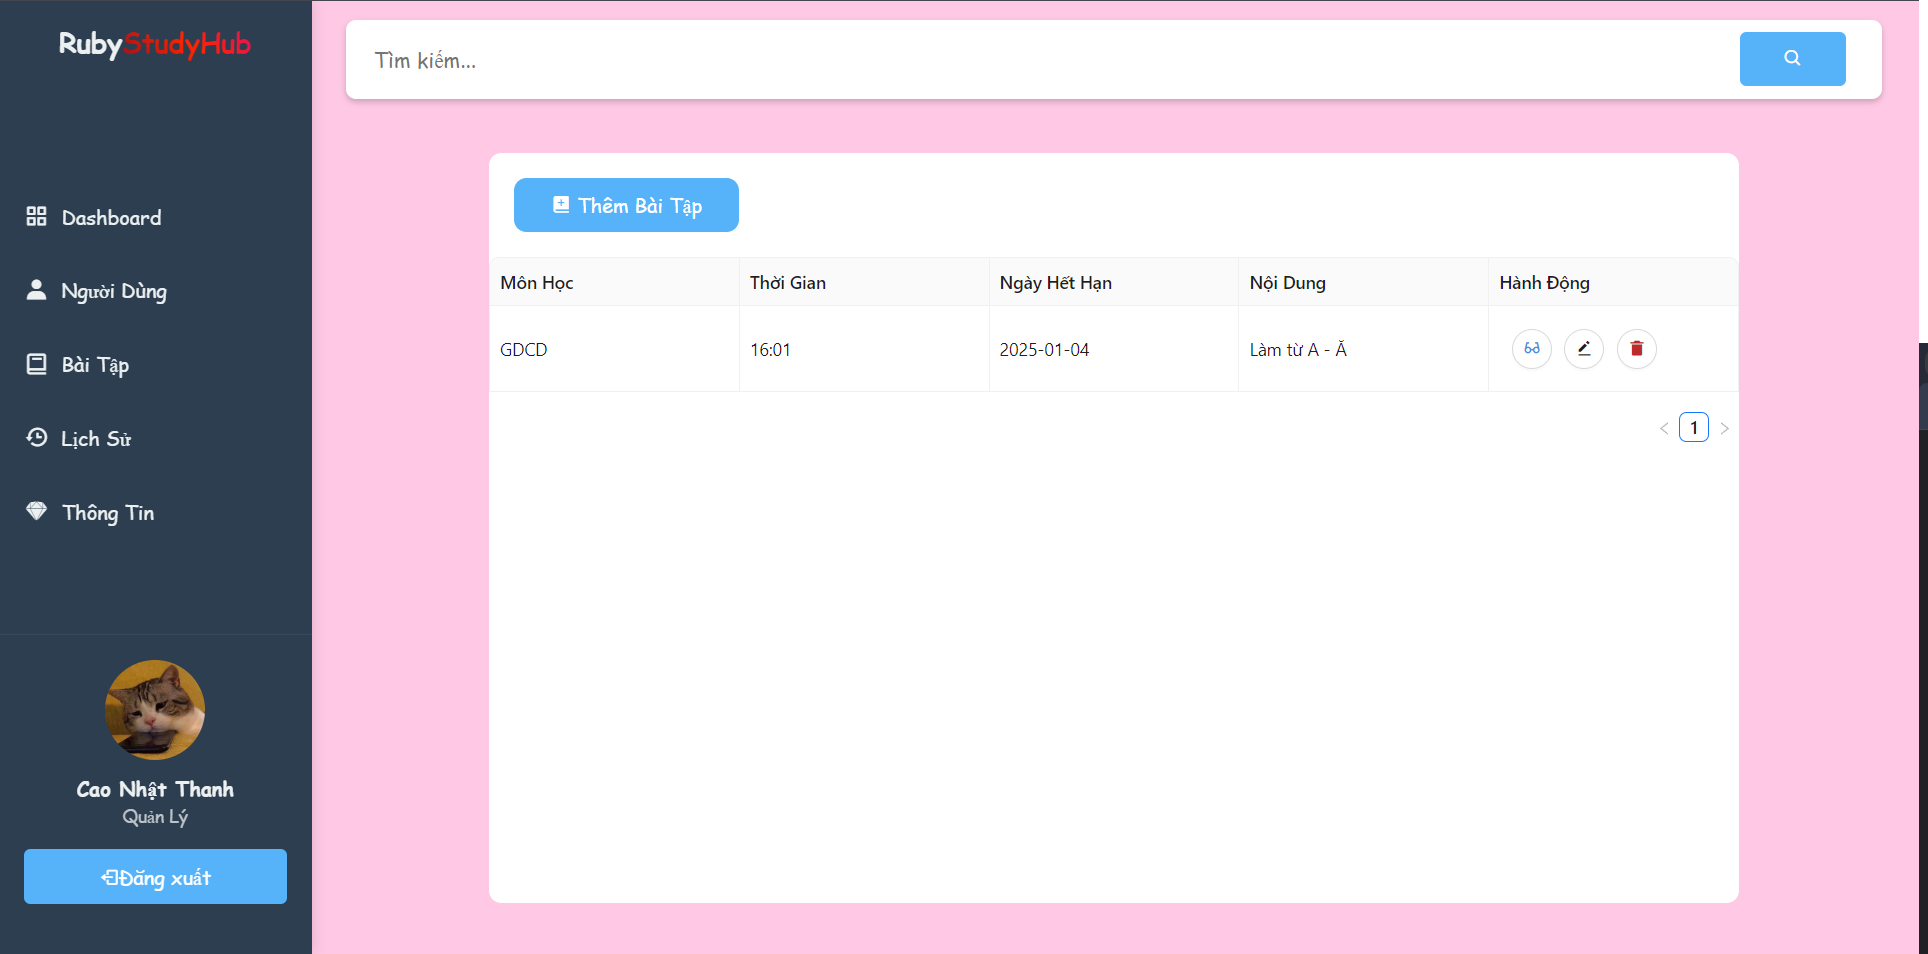 RubyStudyHub
Dashboard
Người Dùng
Bài Tập
Lịch Sử
Thông Tin
Cao Nhật Thanh
Quản Lý
Đăng xuất
Tìm kiếm...
Thêm Bài Tập
Môn Học Thời Gian Ngày Hết Hạn Nội Dung Hành Động
GDCD 16:01 2025-01-04 Làm từ A - Ă
1